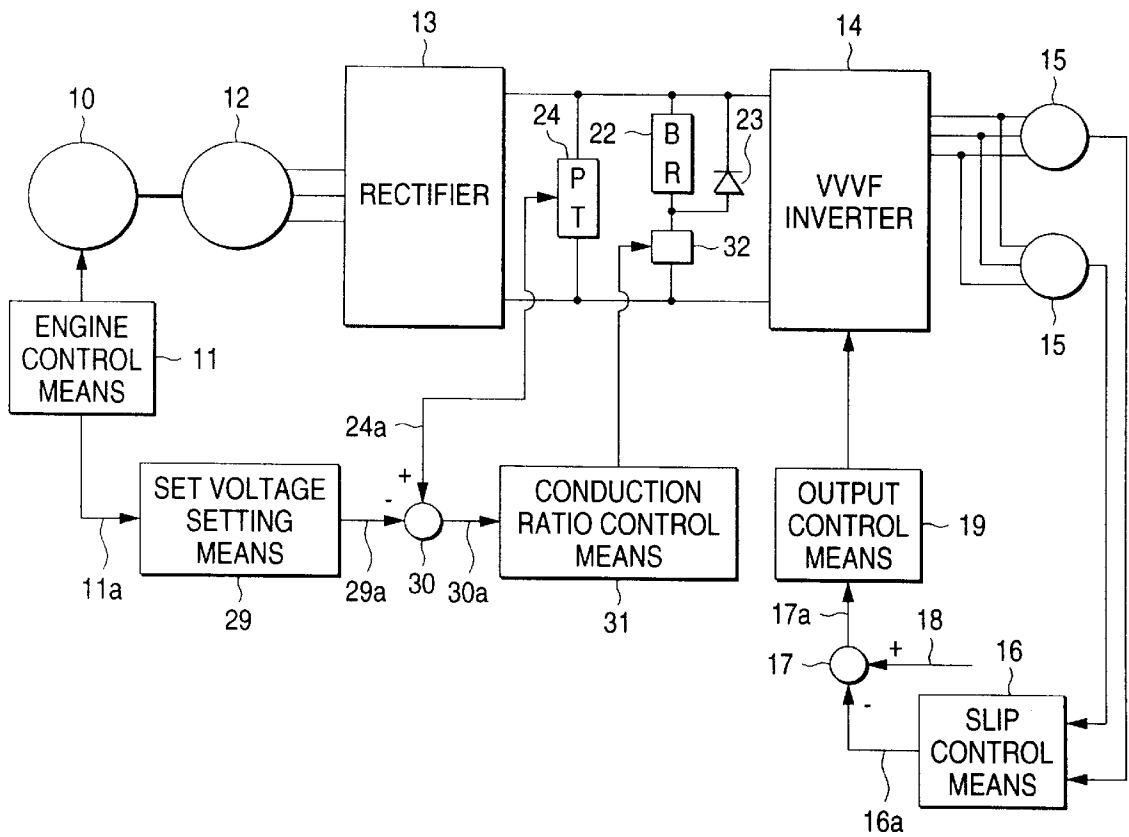 13
14
15
10
12
24
22
23
B
R
P
T
RECTIFIER
VVVF
INVERTER
32
15
ENGINE
CONTROL
MEANS
11
24a
+
-
SET VOLTAGE
SETTING
MEANS
CONDUCTION
RATIO CONTROL
MEANS
OUTPUT
CONTROL
MEANS
19
11a
29
29a
30
30a
31
17a
18
17
+
-
16
SLIP
CONTROL
MEANS
16a